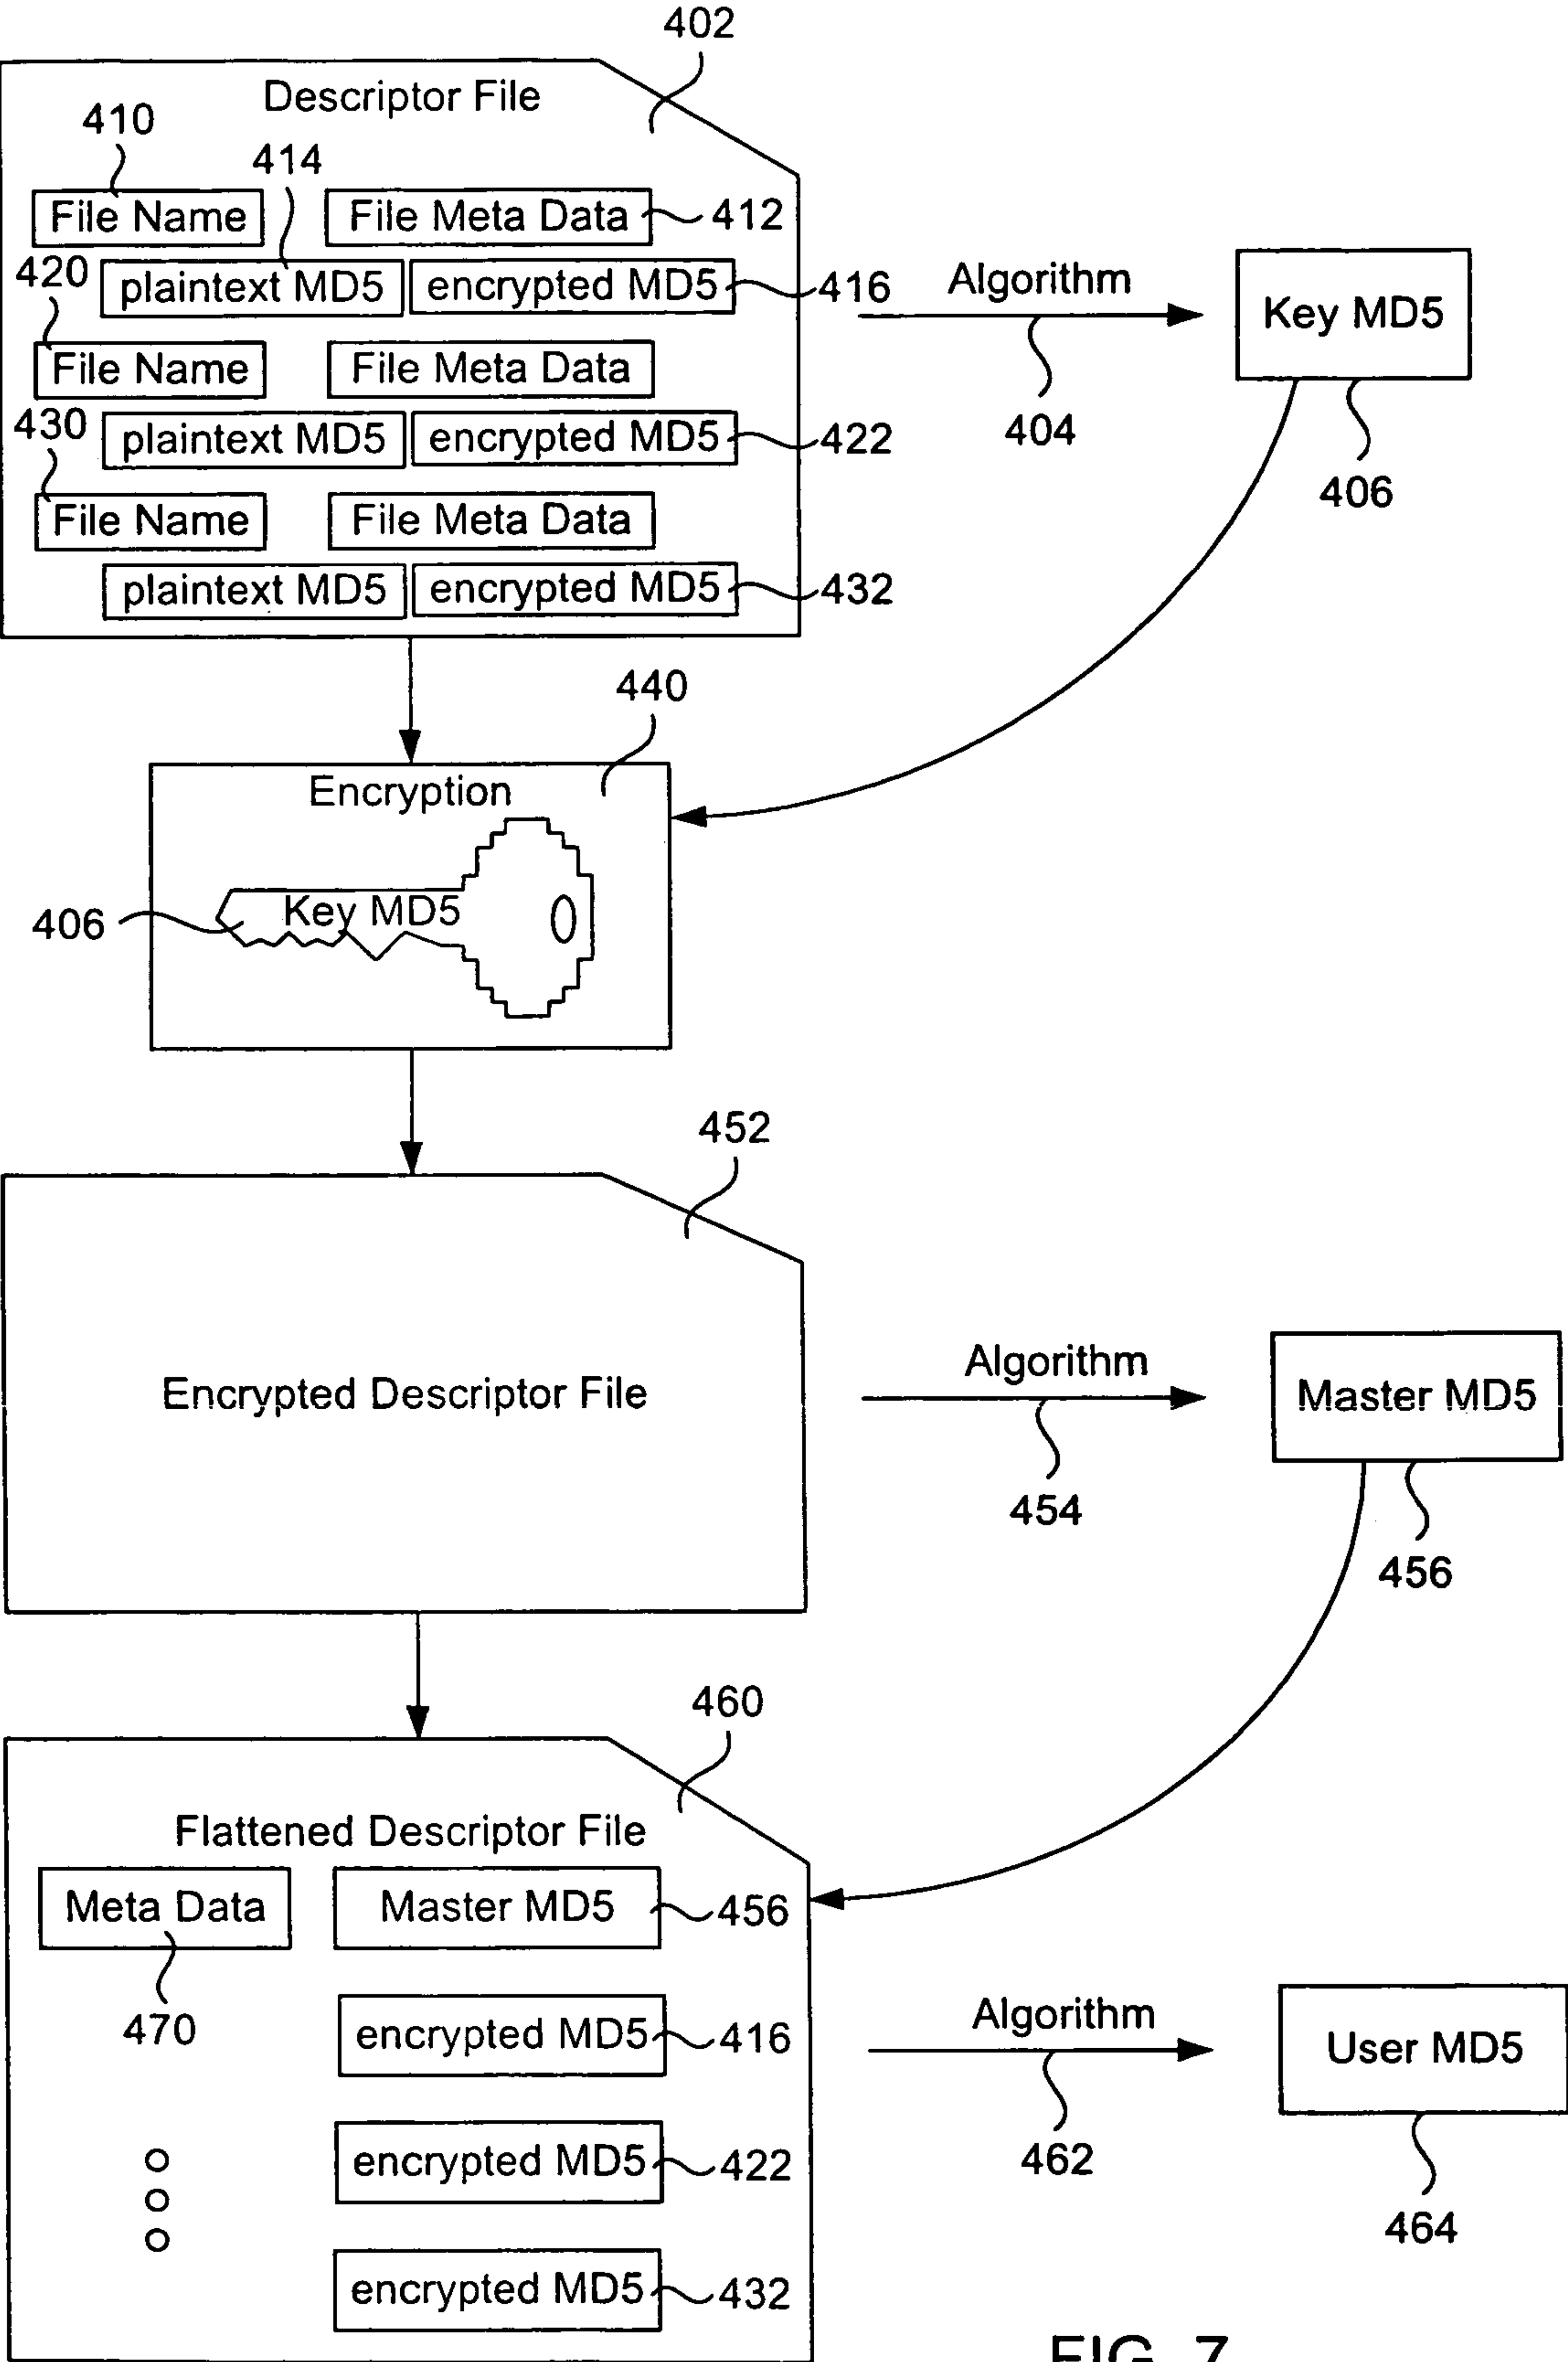 402
Descriptor File
410
414
File Name
File Meta Data
412
420
plaintext MD5
encrypted MD5
416
Algorithm
404
Key MD5
406
File Name
File Meta Data
430
plaintext MD5
encrypted MD5
422
File Name
File Meta Data
plaintext MD5
encrypted MD5
432
440
Encryption
Key MD5
406
452
Encrypted Descriptor File
Algorithm
454
Master MD5
456
460
Flattened Descriptor File
Meta Data
470
Master MD5
456
encrypted MD5
416
Algorithm
462
User MD5
464
encrypted MD5
422
encrypted MD5
432
FIG. 7